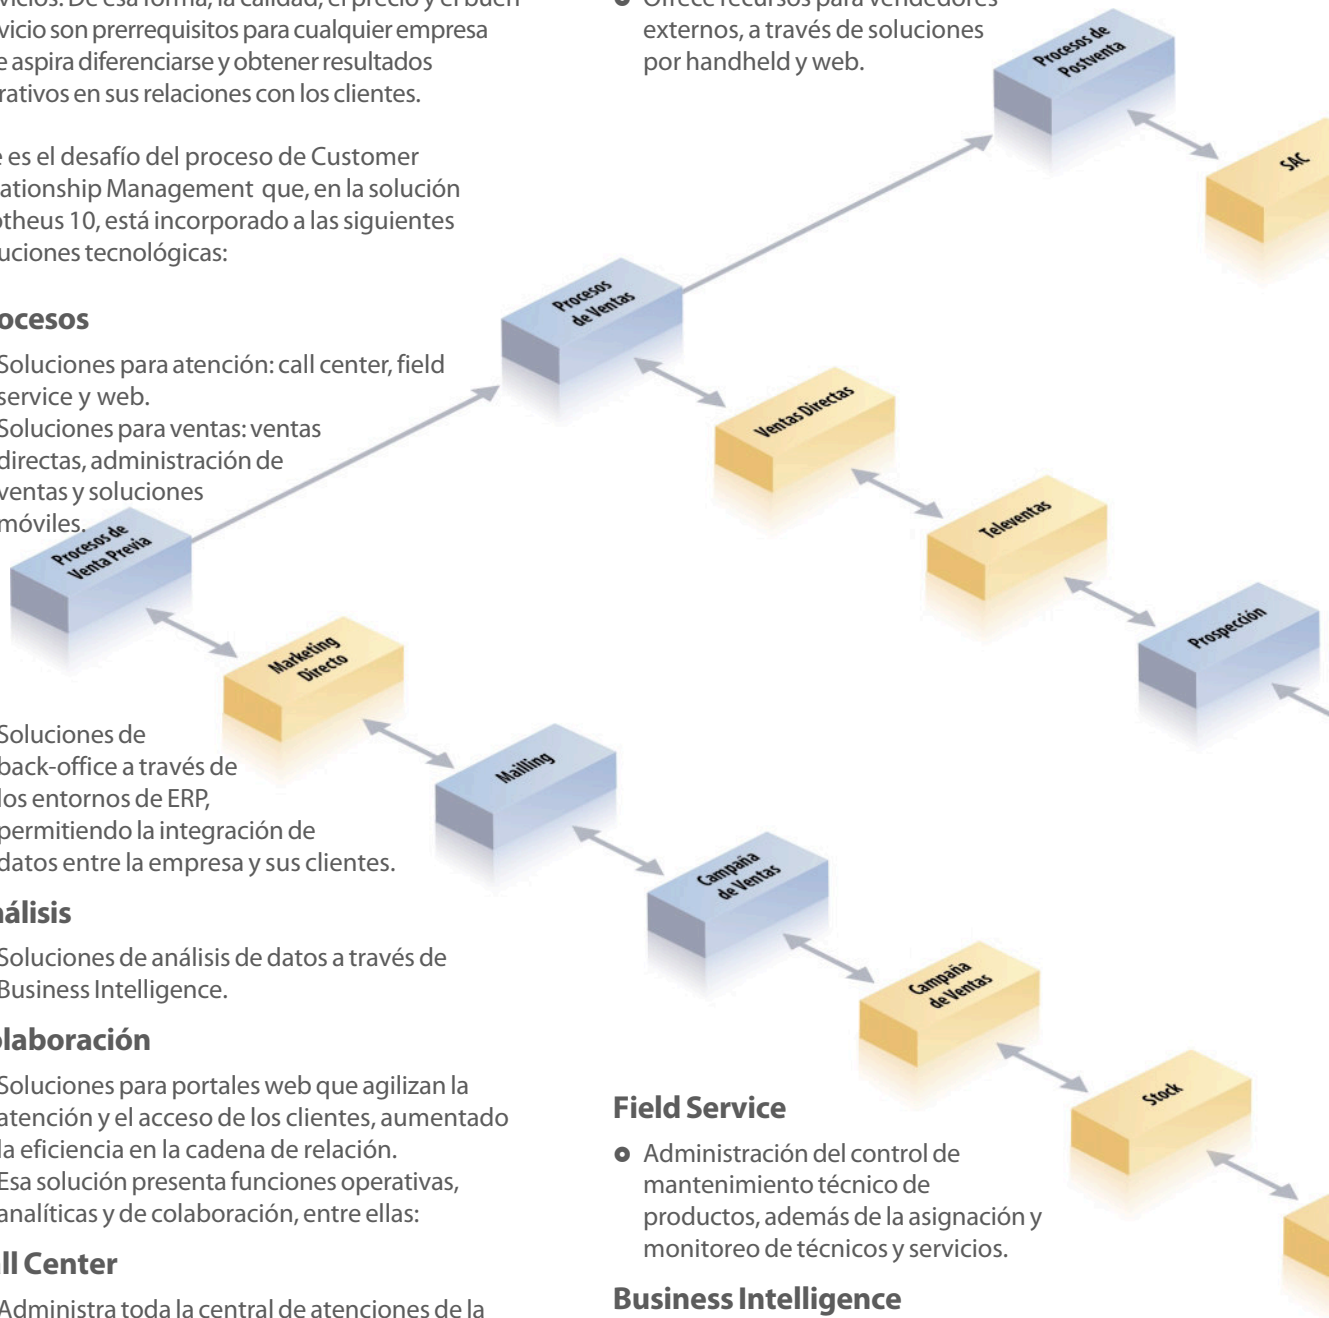 son prerrequisitos para cualquier empresa
aspira diferenciarse y obtener resultados
en sus relaciones con los clientes.
es el desafío del proceso de Customer
Management que, en la solución
10, está incorporado a las siguientes
tecnológicas:
Soluciones para atención: call center, field
service y web.
Soluciones para ventas: ventas
directas, administración de
ventas y soluciones
móviles.
Soluciones de
back-office a través de
los entornos de ERP,
permitiendo la integración de
datos entre la empresa y sus clientes.
Soluciones de análisis de datos a través de
Business Intelligence.
Soluciones para portales web que agilizan la
atención y el acceso de los clientes, aumentado
la eficiencia en la cadena de relación.
Esa solución presenta funciones operativas,
analíticas y de colaboración, entre ellas:
Center
Administra toda la central de atenciones de la
Ofrece recursos para vendedores
externos, a través de soluciones
por handheld y web.
Field Service
Administración del control de
mantenimiento técnico de
productos, además de la asignación y
monitoreo de técnicos y servicios.
Business Intelligence
Procesos de
Postventa
SAC
Procesos
de Ventas
Ventas Directas
Televentas
Prospección
Procesos de
Venta Previa
Marketing
Directo
Mailling
Campaña
de Ventas
Campaña
de Ventas
Stock